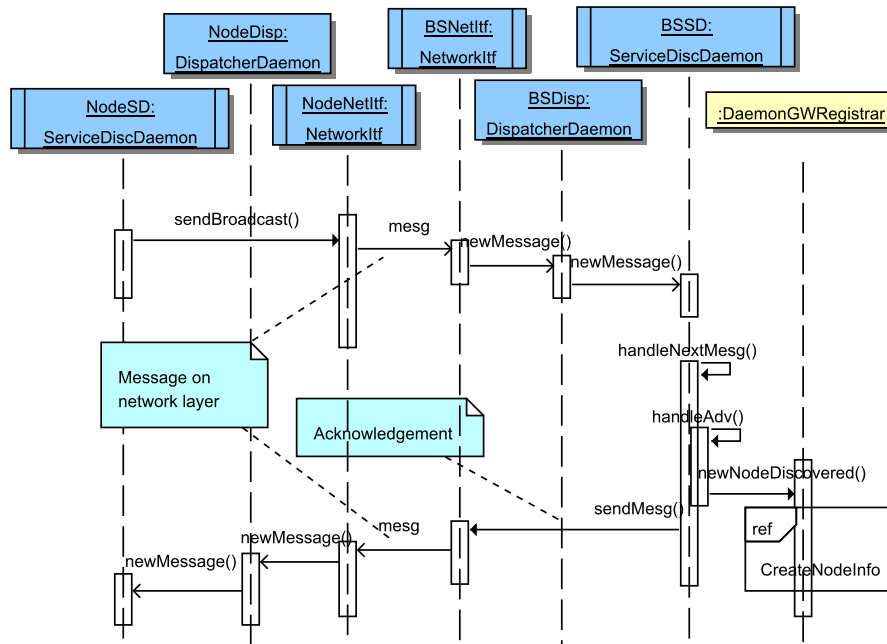 NodeDisp:
DispatcherDaemon
BSNetItf:
NetworkItf
BSSD:
ServiceDiscDaemon
NodeSD:
ServiceDiscDaemon
NodeNetItf:
NetworkItf
BSDisp:
DispatcherDaemon
:DaemonGWRegistrar
sendBroadcast()
mesg
newMessage()
newMessage()
handleNextMesg()
Message on
network layer
handleAdv()
Acknowledgement
newNodeDiscovered()
sendMesg()
mesg
ref
newMessage()
newMessage()
CreateNodeInfo